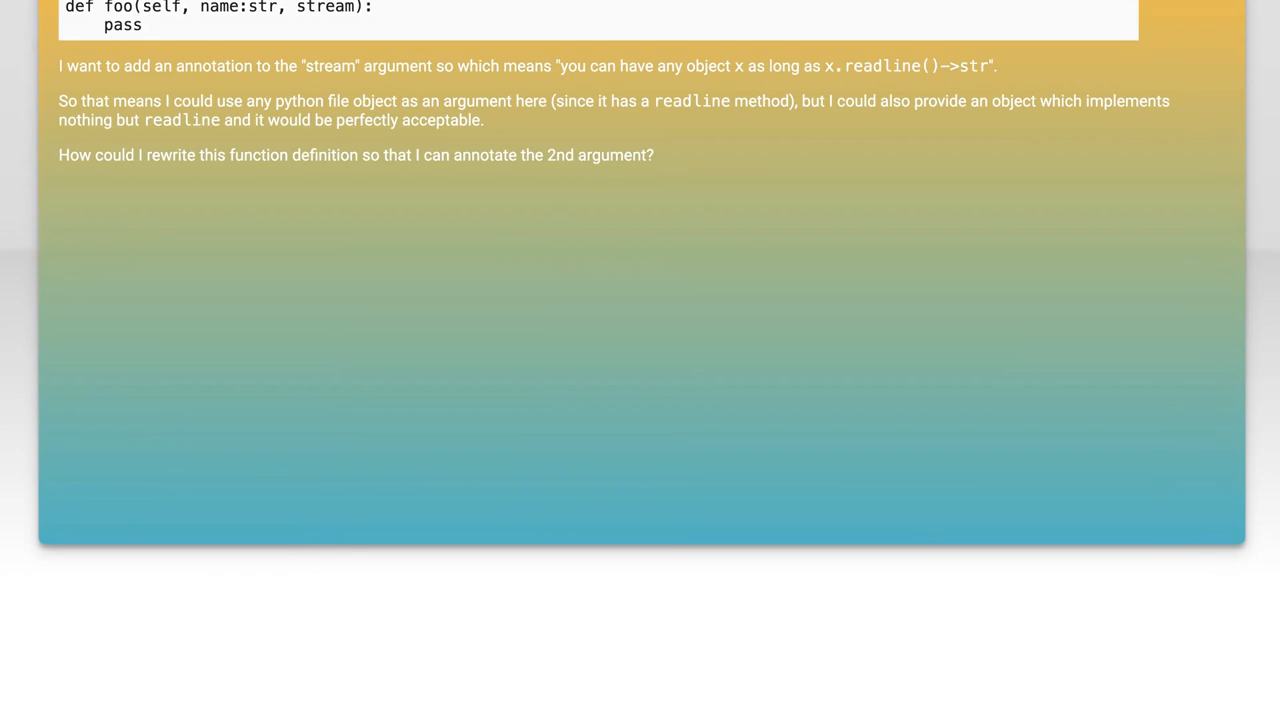 def foo(self, name:str, stream):
    pass
I want to add an annotation to the "stream" argument so which means "you can have any object x as long as x.readline()->str".
So that means I could use any python file object as an argument here (since it has a readline method), but I could also provide an object which implements
nothing but readline and it would be perfectly acceptable.
How could I rewrite this function definition so that I can annotate the 2nd argument?